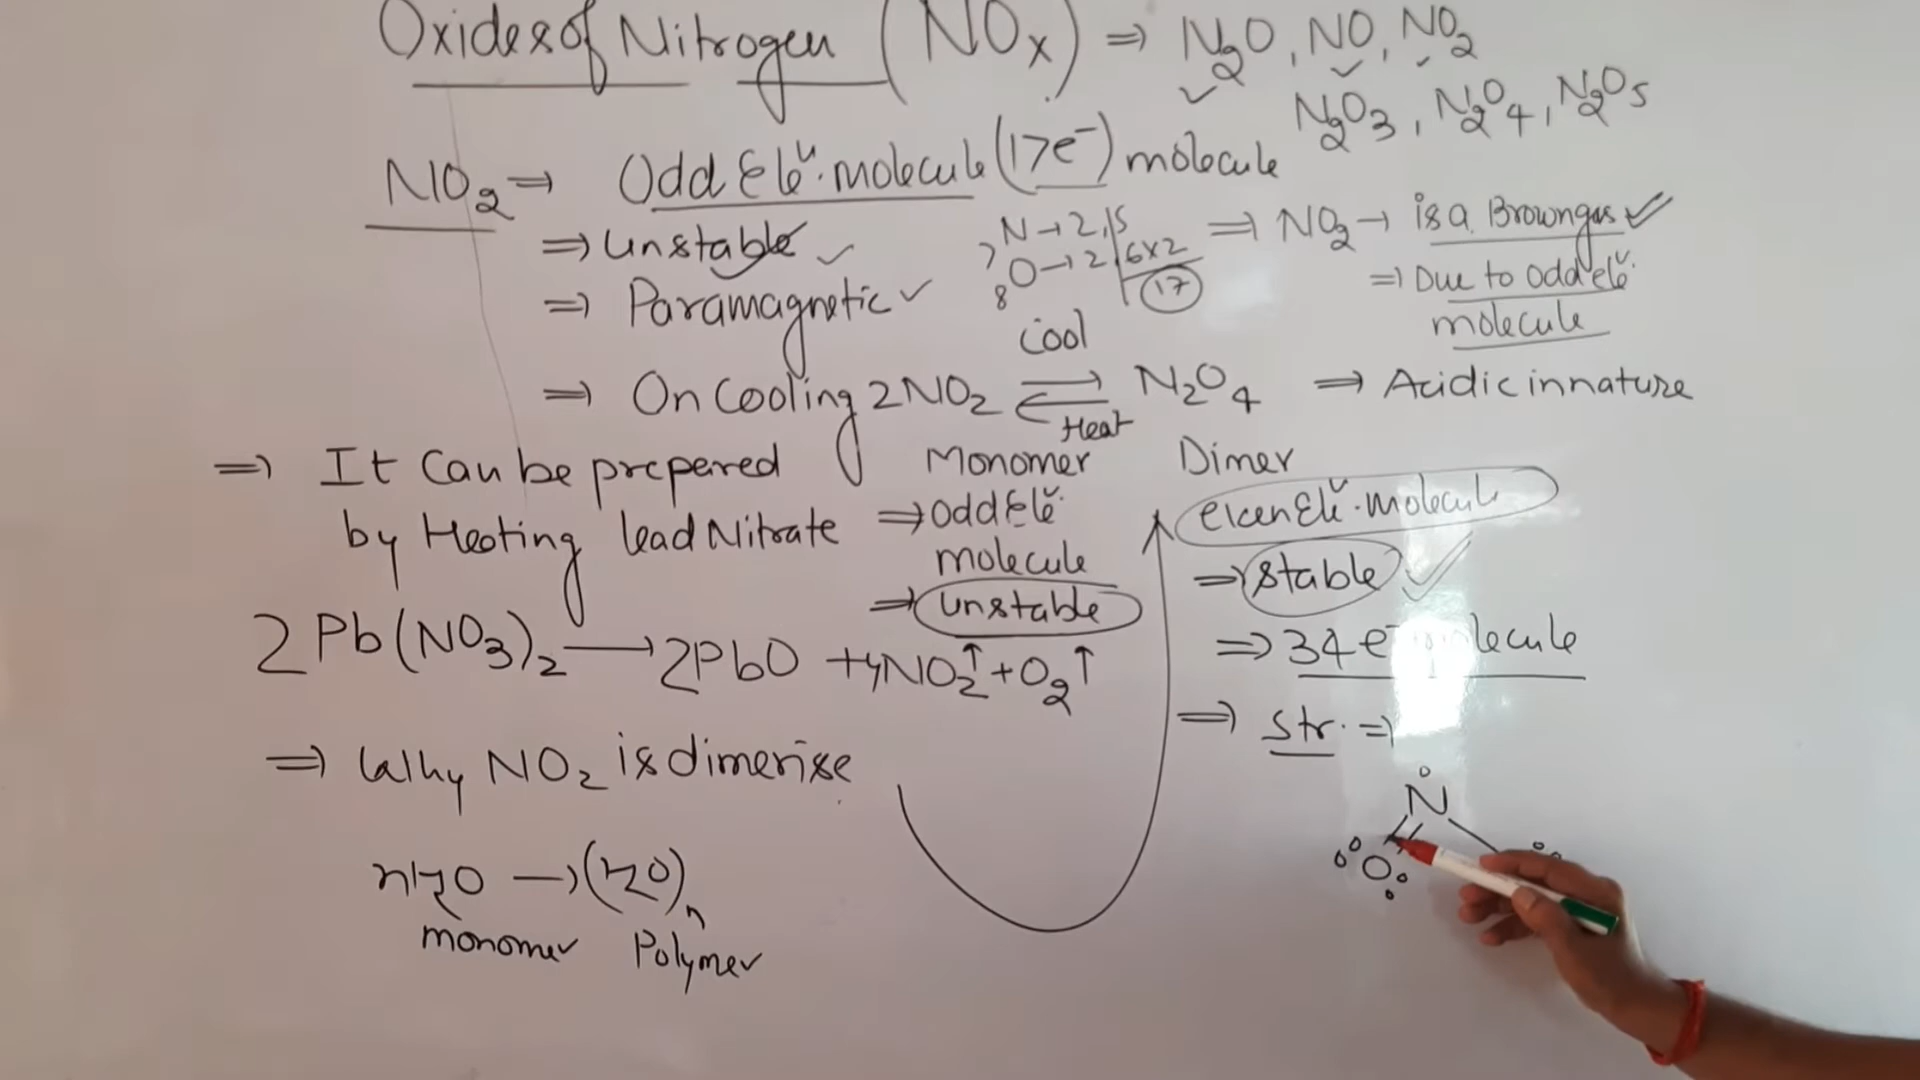 Oxides of Nitrogen (NOx) ⇒ N2O, NO, NO2
N2O3, N2O4, N2O5
NO2 ⇒ Odd Ele. molecule (17e⁻) molecule
⇒ Unstable ✓
7N → 2,5
8O → 2,6×2
17
⇒ NO2 → is a Brown gas ✓
⇒ Due to odd ele.
molecule
⇒ Paramagnetic ✓
⇒ On Cooling 2NO2 ⇌ N2O4 ⇒ Acidic in nature
Cool
Heat
Monomer Dimer
⇒ Odd Ele.
molecule
⇒ Unstable
Ele. molecul
⇒ stable ✓
⇒ 34 e⁻
⇒ Str. ⇒
N
O
⇒ It Can be prepered
by Heating lead Nitrate
2Pb(NO3)2 → 2PbO + 4NO2↑ + O2↑
⇒ Why NO2 is dimerise
nH2O → (H2O)n
monomer Polymer